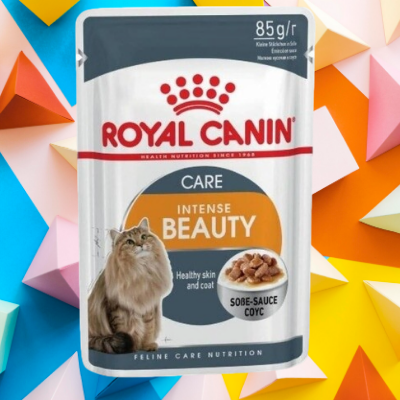 85g/r
ROYAL CANIN
HEALTH NUTRITION SINCE 1968
CARE
INTENSE
BEAUTY
Healthy skin
and coat
SOßE-SAUCE
СОУС
FELINE CARE NUTRITION